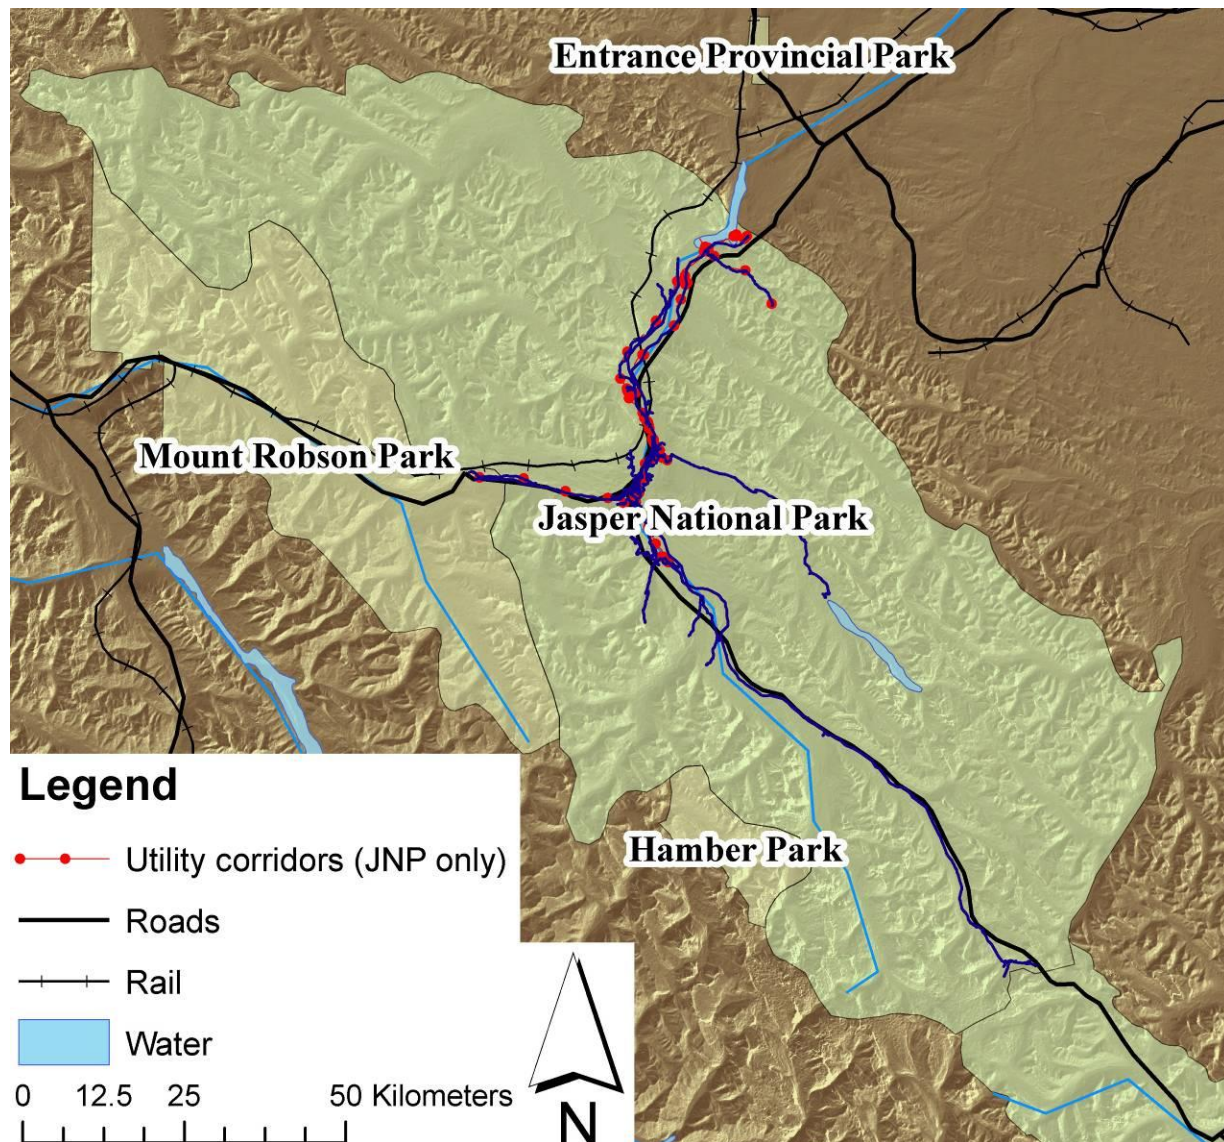 Entrance Provincial Park
Mount Robson Park
Jasper National Park
Hamber Park
Legend
Utility corridors (JNP only)
Roads
Rail
Water
0 12.5 25 50 Kilometers
N